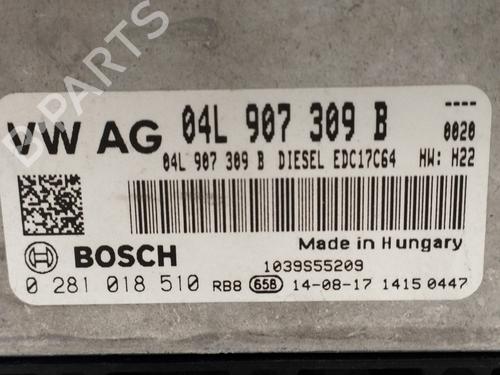 B PARTS
VW AG 04L 907 309 B ----
0020
04L 907 309 B DIESEL EDC17C64 HW: H22
BOSCH
Made in Hungary
1039S55209
0 281 018 510 RB8 658 14-08-17 1415 0447